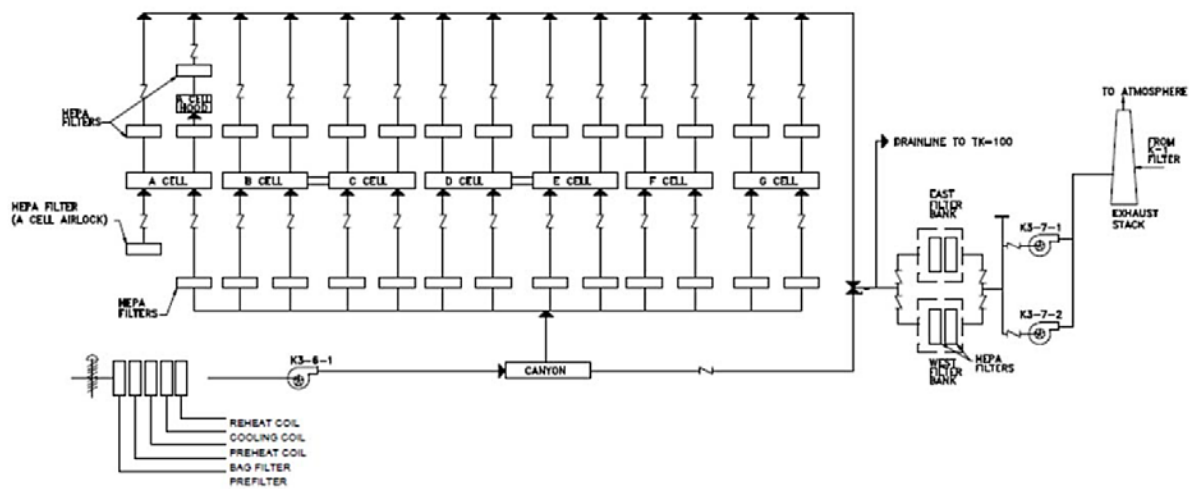 TO ATMOSPHERE
A CELL
HOOD
HEPA
FILTERS
DRAINLINE TO TK-100
FROM
K-1
FILTER
A CELL
B CELL
C CELL
D CELL
E CELL
F CELL
G CELL
HEPA FILTER
(A CELL AIRLOCK)
EAST
FILTER
BANK
EXHAUST
STACK
K3-7-1
HEPA
FILTERS
K3-7-2
K3-6-1
CANYON
WEST
FILTER
BANK
HEPA
FILTERS
REHEAT COIL
COOLING COIL
PREHEAT COIL
BAG FILTER
PREFILTER